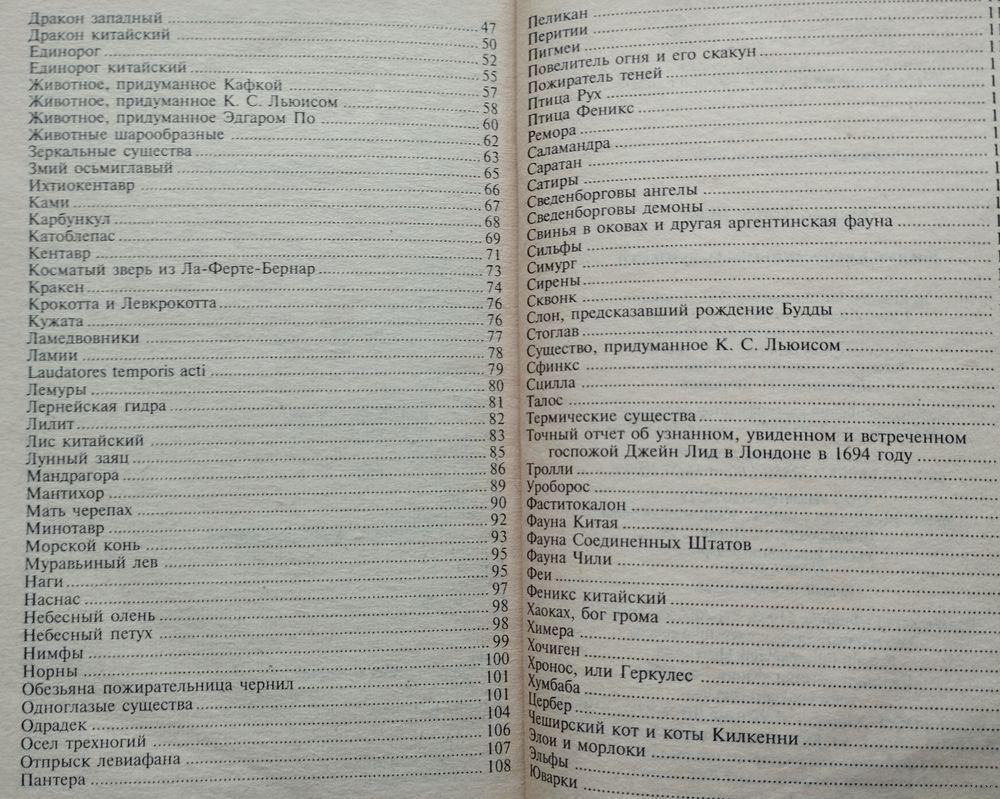 Дракон западный 47
Дракон китайский 50
Единорог 52
Единорог китайский 55
Животное, придуманное Кафкой 57
Животное, придуманное К. С. Льюисом 58
Животное, придуманное Эдгаром По 60
Животные шарообразные 62
Зеркальные существа 63
Змий осьмиглавый 65
Ихтиокентавр 66
Ками 67
Карбункул 68
Катоблепас 69
Кентавр 71
Косматый зверь из Ла-Ферте-Бернар 73
Кракен 74
Крокотта и Левкрокотта 76
Кужата 76
Ламедвовники 77
Ламии 78
Laudatores temporis acti 79
Лемуры 80
Лернейская гидра 81
Лилит 82
Лис китайский 83
Лунный заяц 85
Мандрагора 86
Мантихор 89
Мать черепах 90
Минотавр 92
Морской конь 93
Муравьиный лев 95
Наги 95
Наснас 97
Небесный олень 98
Небесный петух 98
Нимфы 99
Норны 100
Обезьяна пожирательница чернил 101
Одноглазые существа 101
Одрадек 104
Осел трехногий 106
Отпрыск левиафана 107
Пантера 108
Пеликан
Перитии
Пигмеи
Повелитель огня и его скакун
Пожиратель теней
Птица Рух
Птица Феникс
Ремора
Саламандра
Саратан
Сатиры
Сведенборговы ангелы
Сведенборговы демоны
Свинья в оковах и другая аргентинская фауна
Сильфы
Симург
Сирены
Сквонк
Слон, предсказавший рождение Будды
Стоглав
Существо, придуманное К. С. Льюисом
Сфинкс
Сцилла
Талос
Термические существа
Точный отчет об узнанном, увиденном и встреченном
госпожой Джейн Лид в Лондоне в 1694 году
Тролли
Уроборос
Фаститокалон
Фауна Китая
Фауна Соединенных Штатов
Фауна Чили
Феи
Феникс китайский
Хаоках, бог грома
Химера
Хочиген
Хронос, или Геркулес
Хумбаба
Цербер
Чеширский кот и коты Килкенни
Элои и морлоки
Эльфы
Юварки